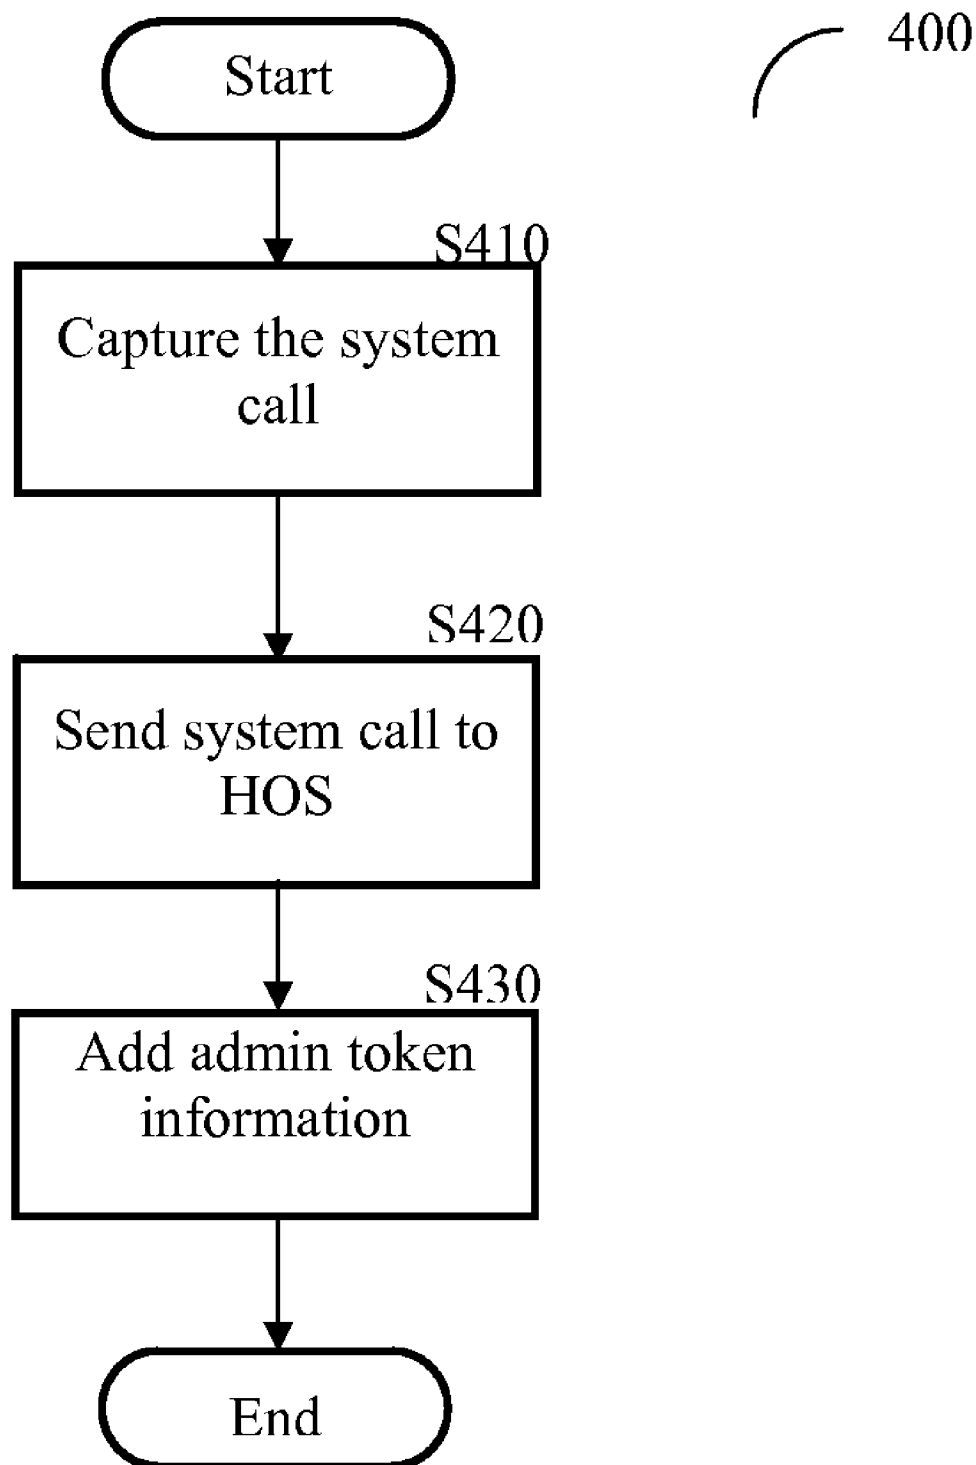 400
Start
S410
Capture the system
call
S420
Send system call to
HOS
S430
Add admin token
information
End